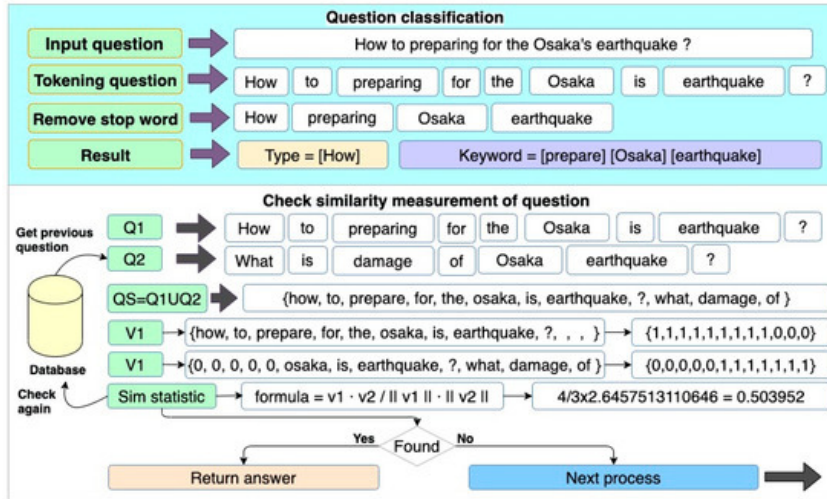 Question classification
Input question How to preparing for the Osaka's earthquake ?
Tokening question How to preparing for the Osaka is earthquake ?
Remove stop word How preparing Osaka earthquake
Result Type = [How] Keyword = [prepare] [Osaka] [earthquake]
Check similarity measurement of question
Get previous question
Q1 How to preparing for the Osaka is earthquake ?
Q2 What is damage of Osaka earthquake ?
QS=Q1UQ2 {how, to, prepare, for, the, osaka, is, earthquake, ?, what, damage, of }
V1 {how, to, prepare, for, the, osaka, is, earthquake, ?, , , } {1,1,1,1,1,1,1,1,1,0,0,0}
V1 {0, 0, 0, 0, 0, osaka, is, earthquake, ?, what, damage, of } {0,0,0,0,0,1,1,1,1,1,1,1}
Database
Check again
Sim statistic formula = v1 · v2 / || v1 || · || v2 || 4/3x2.6457513110646 = 0.503952
Yes Found No
Return answer Next process